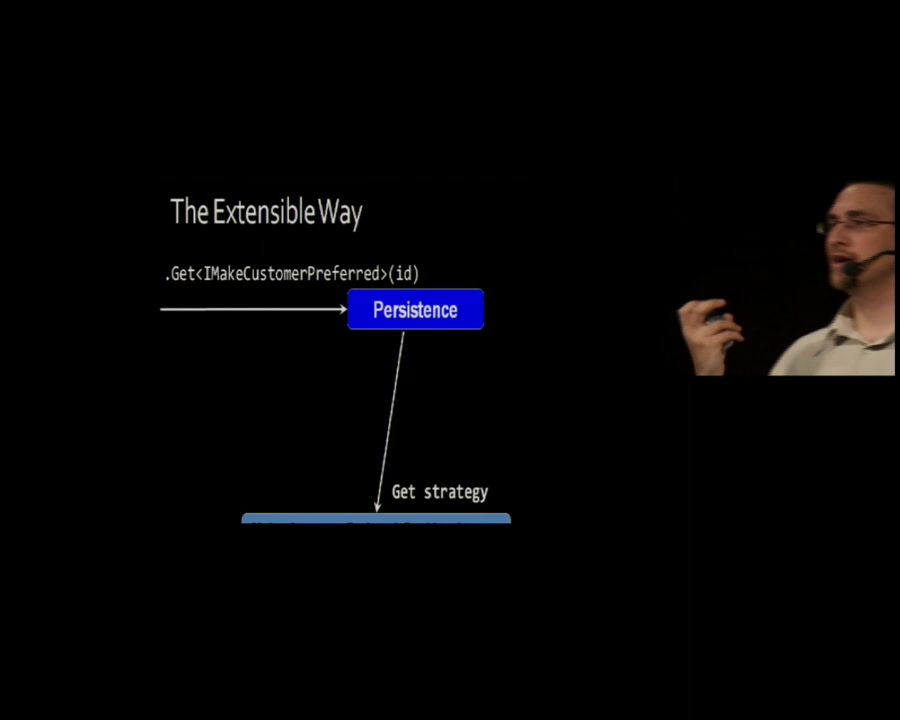 The Extensible Way
.Get<IMakeCustomerPreferred>(id)
Persistence
Get strategy